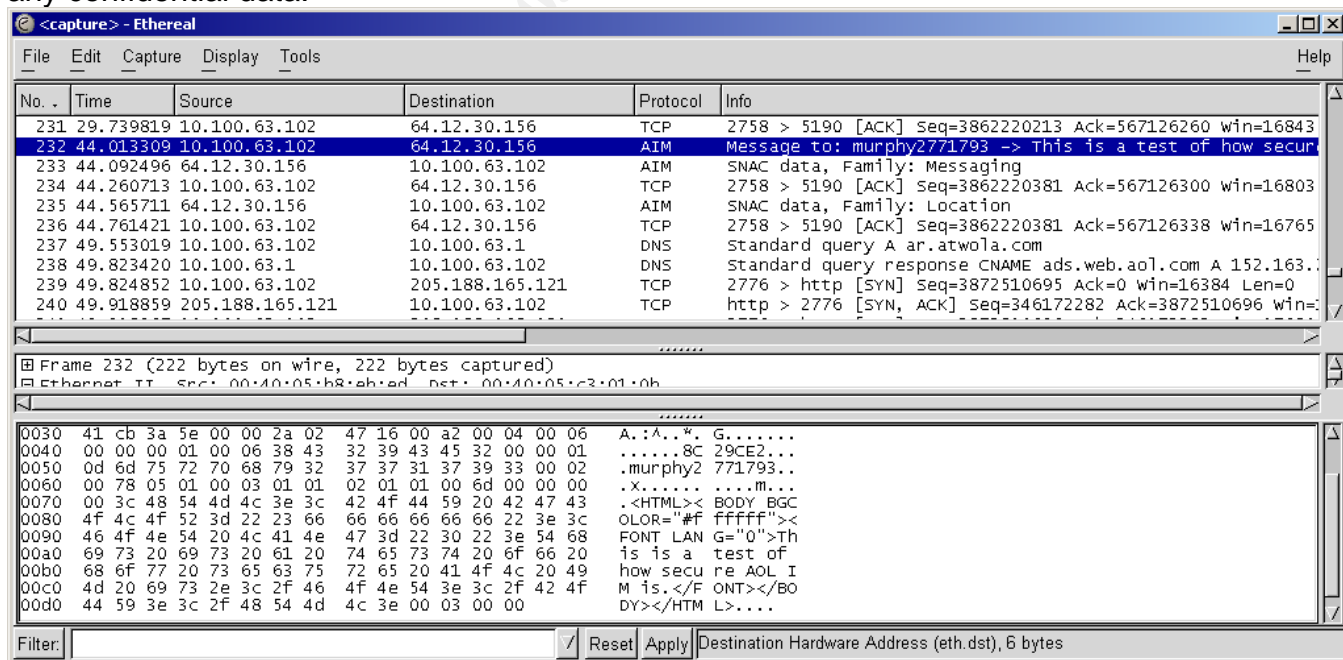 any confidential data.
<capture> - Ethereal
File Edit Capture Display Tools Help
No. . Time Source Destination Protocol Info
231 29.739819 10.100.63.102 64.12.30.156 TCP 2758 > 5190 [ACK] Seq=3862220213 Ack=567126260 Win=16843
232 44.013309 10.100.63.102 64.12.30.156 AIM Message to: murphy2771793 -> This is a test of how secur
233 44.092496 64.12.30.156 10.100.63.102 AIM SNAC data, Family: Messaging
234 44.260713 10.100.63.102 64.12.30.156 TCP 2758 > 5190 [ACK] Seq=3862220381 Ack=567126300 Win=16803
235 44.565711 64.12.30.156 10.100.63.102 AIM SNAC data, Family: Location
236 44.761421 10.100.63.102 64.12.30.156 TCP 2758 > 5190 [ACK] Seq=3862220381 Ack=567126338 Win=16765
237 49.553019 10.100.63.102 10.100.63.1 DNS Standard query A ar.atwola.com
238 49.823420 10.100.63.1 10.100.63.102 DNS Standard query response CNAME ads.web.aol.com A 152.163.
239 49.824852 10.100.63.102 205.188.165.121 TCP 2776 > http [SYN] Seq=3872510695 Ack=0 Win=16384 Len=0
240 49.918859 205.188.165.121 10.100.63.102 TCP http > 2776 [SYN, ACK] Seq=346172282 Ack=3872510696 Win=
Frame 232 (222 bytes on wire, 222 bytes captured)
Ethernet II, Src: 00:40:05:b8:eb:ed, Dst: 00:40:05:c3:01:0b
0030 41 cb 3a 5e 00 00 2a 02 47 16 00 a2 00 04 00 06 A.:^..*. G.......
0040 00 00 00 01 00 06 38 43 32 39 43 45 32 00 00 01 ......8C 29CE2...
0050 0d 6d 75 72 70 68 79 32 37 37 31 37 39 33 00 02 .murphy2 771793..
0060 00 78 05 01 00 03 01 01 02 01 01 00 6d 00 00 00 .x...... ....m...
0070 00 3c 48 54 4d 4c 3e 3c 42 4f 44 59 20 42 47 43 .<HTML>< BODY BGC
0080 4f 4c 4f 52 3d 22 23 66 66 66 66 66 66 22 3e 3c OLOR="#f fffff"><
0090 46 4f 4e 54 20 4c 41 4e 47 3d 22 30 22 3e 54 68 FONT LAN G="0">Th
00a0 69 73 20 69 73 20 61 20 74 65 73 74 20 6f 66 20 is is a test of
00b0 68 6f 77 20 73 65 63 75 72 65 20 41 4f 4c 20 49 how secu re AOL I
00c0 4d 20 69 73 2e 3c 2f 46 4f 4e 54 3e 3c 2f 42 4f M is.</F ONT></BO
00d0 44 59 3e 3c 2f 48 54 4d 4c 3e 00 03 00 00 DY></HTM L>....
Filter: Reset Apply Destination Hardware Address (eth.dst), 6 bytes